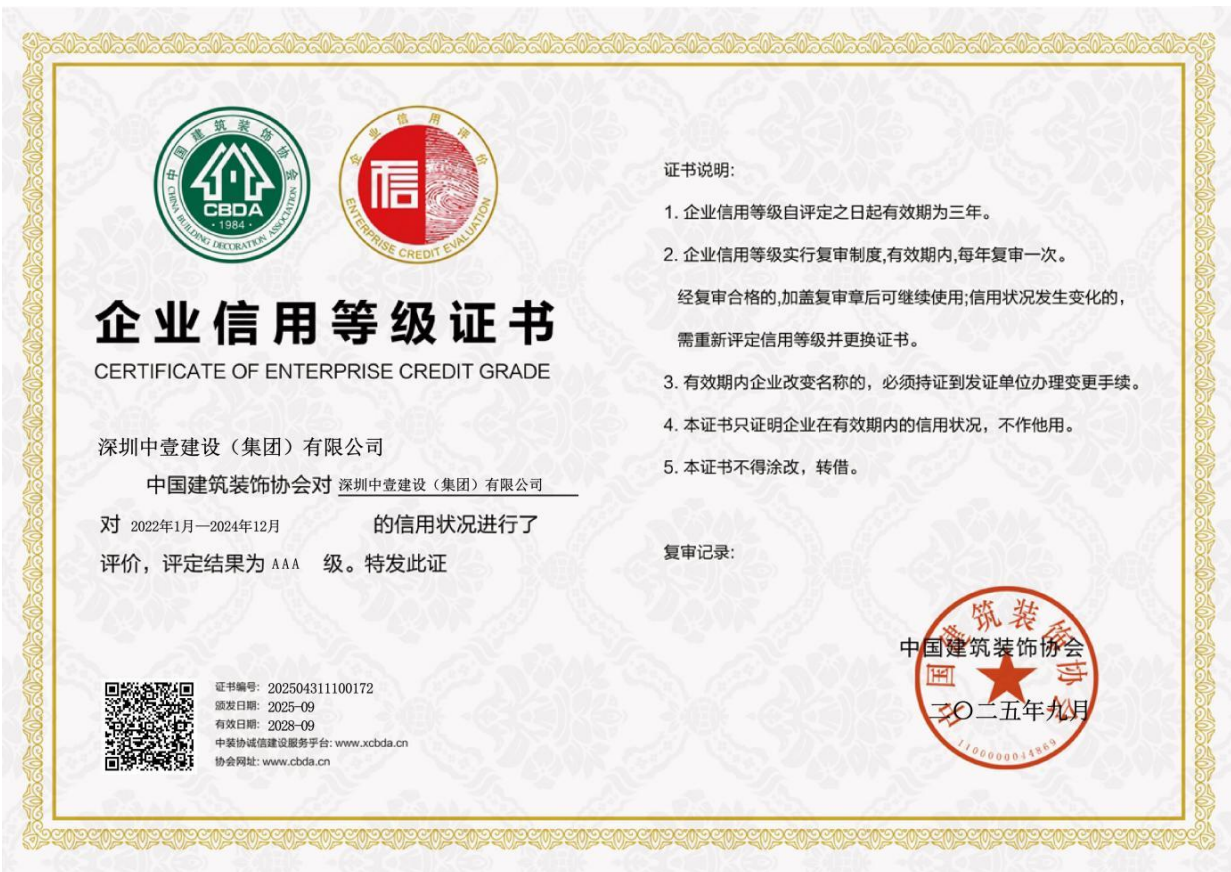 中国建筑装饰协会
CBDA
·1984·
CHINA BUILDING DECORATION ASSOCIATION
企业信用评价
信
ENTERPRISE CREDIT EVALUATION
企业信用等级证书
CERTIFICATE OF ENTERPRISE CREDIT GRADE
深圳中壹建设（集团）有限公司
中国建筑装饰协会对 深圳中壹建设（集团）有限公司
对 2022年1月—2024年12月 的信用状况进行了
评价，评定结果为 AAA 级。特发此证
证书编号: 202504311100172
颁发日期: 2025-09
有效日期: 2028-09
中装协诚信建设服务平台: www.xcbda.cn
协会网址: www.cbda.cn
证书说明:
1. 企业信用等级自评定之日起有效期为三年。
2. 企业信用等级实行复审制度,有效期内,每年复审一次。
经复审合格的,加盖复审章后可继续使用;信用状况发生变化的，
需重新评定信用等级并更换证书。
3. 有效期内企业改变名称的，必须持证到发证单位办理变更手续。
4. 本证书只证明企业在有效期内的信用状况，不作他用。
5. 本证书不得涂改，转借。
复审记录:
中国建筑装饰协会
二〇二五年九月
中国建筑装饰协会
1100000044869